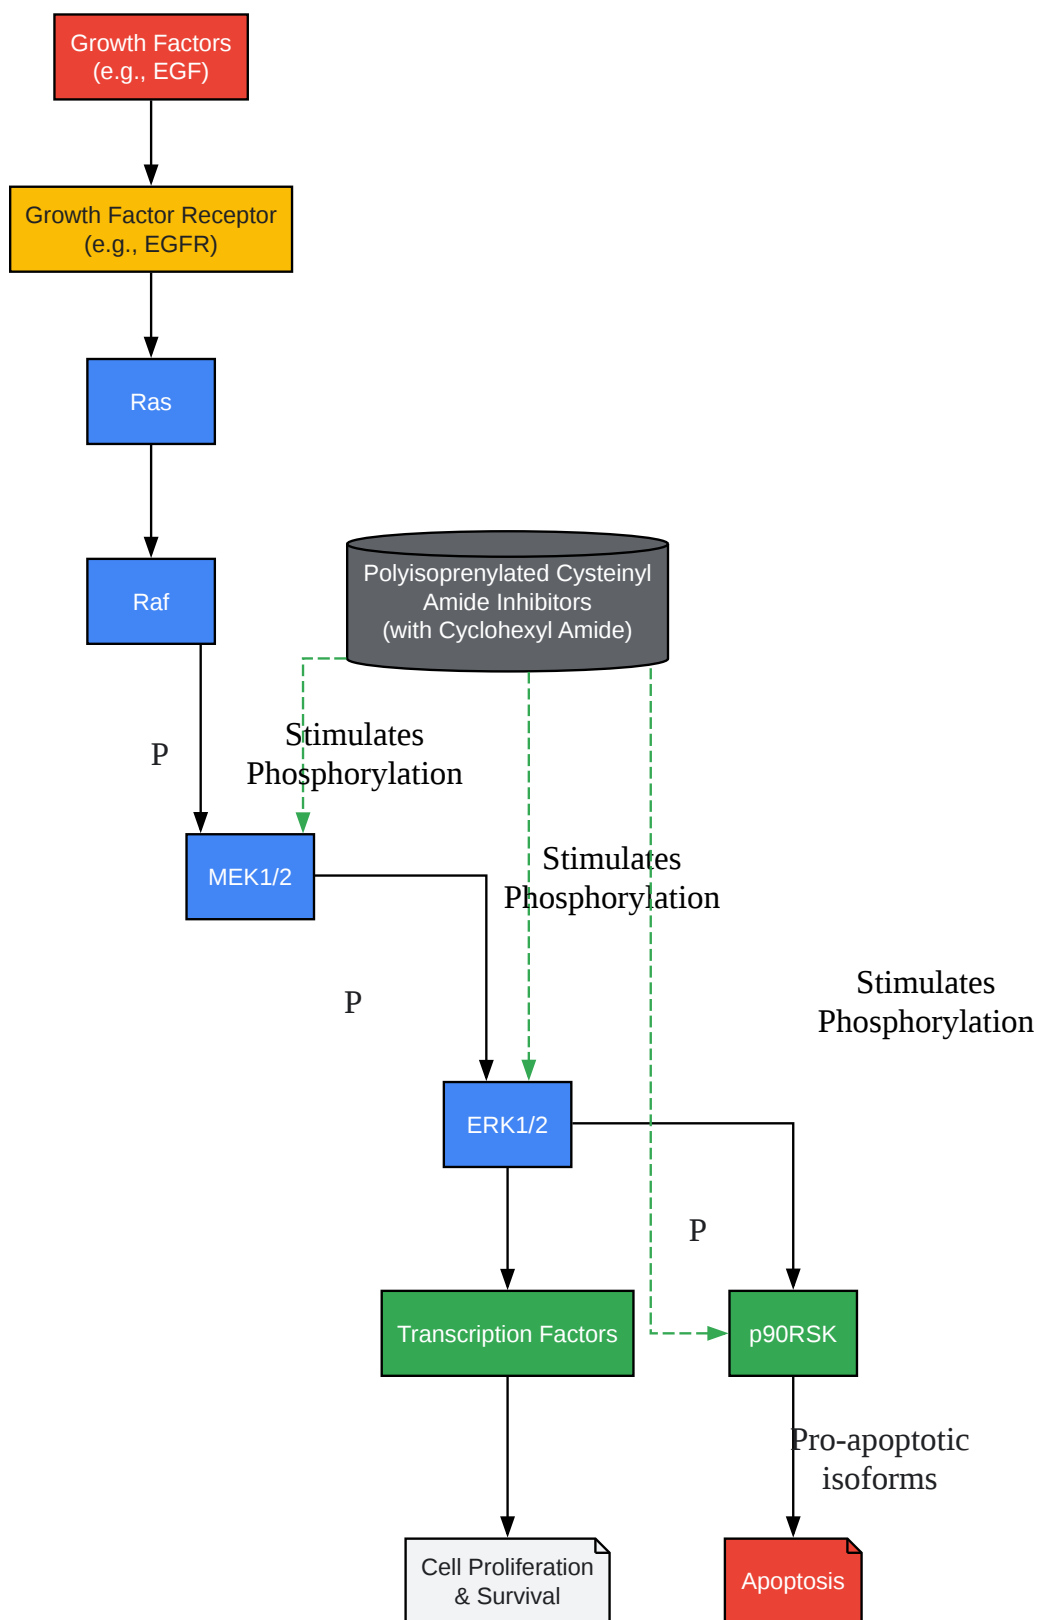 Growth Factors
(e.g., EGF)
Growth Factor Receptor
(e.g., EGFR)
Ras
Raf
Polyisoprenylated Cysteinyl
Amide Inhibitors
(with Cyclohexyl Amide)
P
Stimulates
Phosphorylation
MEK1/2
Stimulates
Phosphorylation
P
Stimulates
Phosphorylation
ERK1/2
P
Transcription Factors
p90RSK
Pro-apoptotic
isoforms
Cell Proliferation
& Survival
Apoptosis